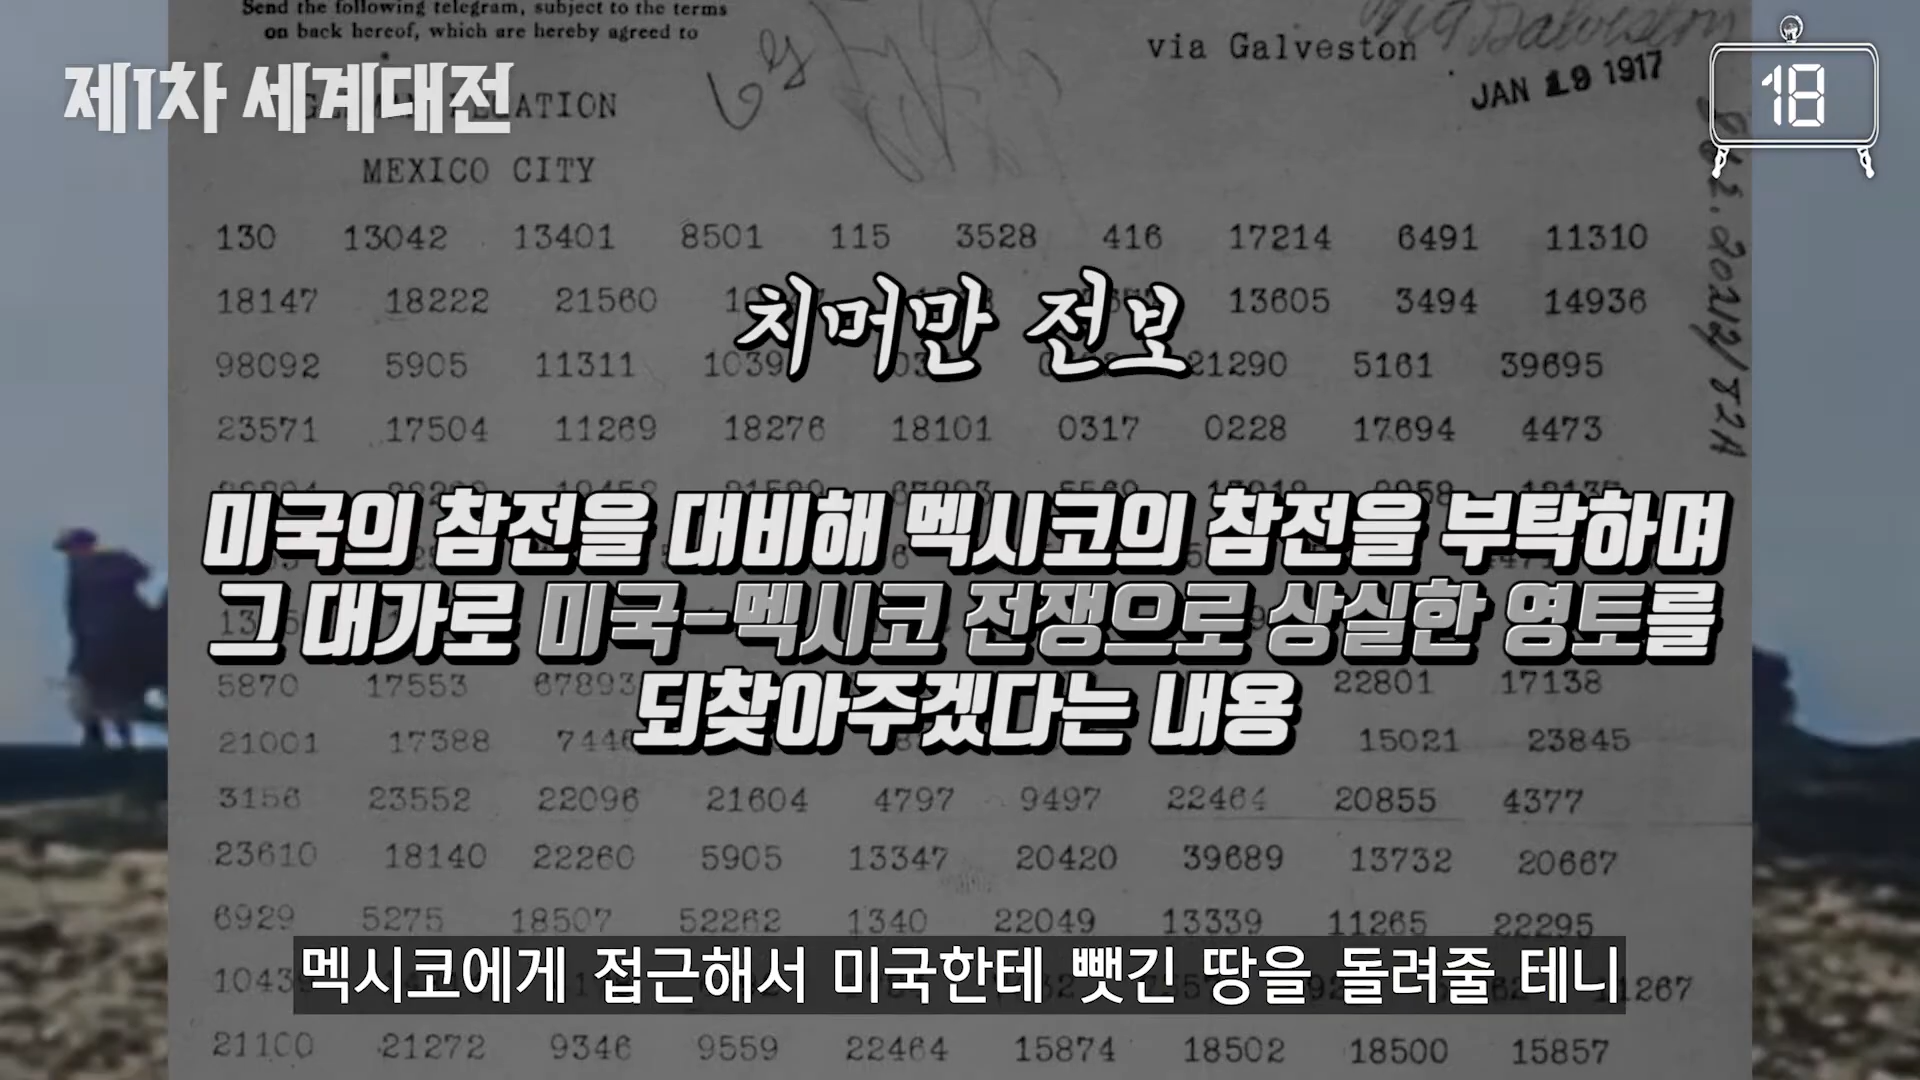 Send the following telegram, subject to the terms
on back hereof, which are hereby agreed to
via Galveston
JAN 19 1917
제1차 세계대전
18
MEXICO CITY
130 13042 13401 8501 115 3528 416 17214 6491 11310
18147 18222 21560 13605 3494 14936
치머만 전보
98092 5905 11311 21290 5161 39695
23571 17504 11269 18276 18101 0317 0228 17694 4473
미국의 참전을 대비해 멕시코의 참전을 부탁하며
그 대가로 미국-멕시코 전쟁으로 상실한 영토를
되찾아주겠다는 내용
5870 17553 22801 17138
21001 17388 15021 23845
3156 23552 22096 21604 4797 9497 22464 20855 4377
23610 18140 22260 5905 13347 20420 39689 13732 20667
6929 5275 18507 52262 1340 22049 13339 11265 22295
멕시코에게 접근해서 미국한테 뺏긴 땅을 돌려줄 테니
21100 21272 9346 9559 22464 15874 18502 18500 15857